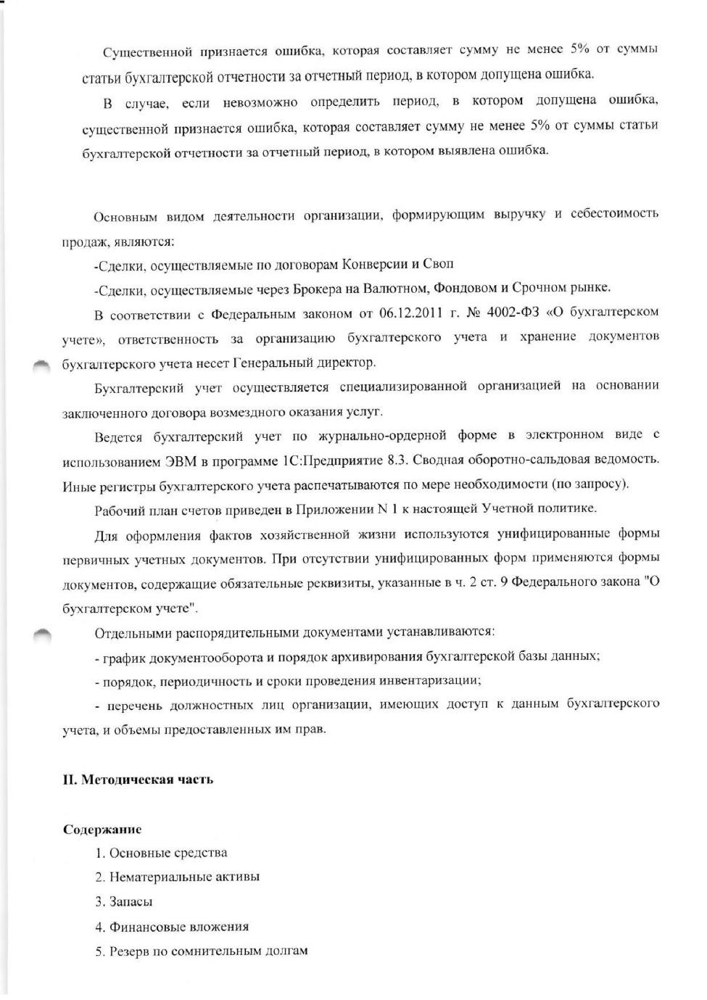 Существенной признается ошибка, которая составляет сумму не менее 5% от суммы
статьи бухгалтерской отчетности за отчетный период, в котором допущена ошибка.
В случае, если невозможно определить период, в котором допущена ошибка,
существенной признается ошибка, которая составляет сумму не менее 5% от суммы статьи
бухгалтерской отчетности за отчетный период, в котором выявлена ошибка.
Основным видом деятельности организации, формирующим выручку и себестоимость
продаж, являются:
-Сделки, осуществляемые по договорам Конверсии и Своп
-Сделки, осуществляемые через Брокера на Валютном, Фондовом и Срочном рынке.
В соответствии с Федеральным законом от 06.12.2011 г. № 4002-ФЗ «О бухгалтерском
учете», ответственность за организацию бухгалтерского учета и хранение документов
бухгалтерского учета несет Генеральный директор.
Бухгалтерский учет осуществляется специализированной организацией на основании
заключенного договора возмездного оказания услуг.
Ведется бухгалтерский учет по журнально-ордерной форме в электронном виде с
использованием ЭВМ в программе 1С:Предприятие 8.3. Сводная оборотно-сальдовая ведомость.
Иные регистры бухгалтерского учета распечатываются по мере необходимости (по запросу).
Рабочий план счетов приведен в Приложении N 1 к настоящей Учетной политике.
Для оформления фактов хозяйственной жизни используются унифицированные формы
первичных учетных документов. При отсутствии унифицированных форм применяются формы
документов, содержащие обязательные реквизиты, указанные в ч. 2 ст. 9 Федерального закона "О
бухгалтерском учете".
Отдельными распорядительными документами устанавливаются:
- график документооборота и порядок архивирования бухгалтерской базы данных;
- порядок, периодичность и сроки проведения инвентаризации;
- перечень должностных лиц организации, имеющих доступ к данным бухгалтерского
учета, и объемы предоставленных им прав.
II. Методическая часть
Содержание
1. Основные средства
2. Нематериальные активы
3. Запасы
4. Финансовые вложения
5. Резерв по сомнительным долгам